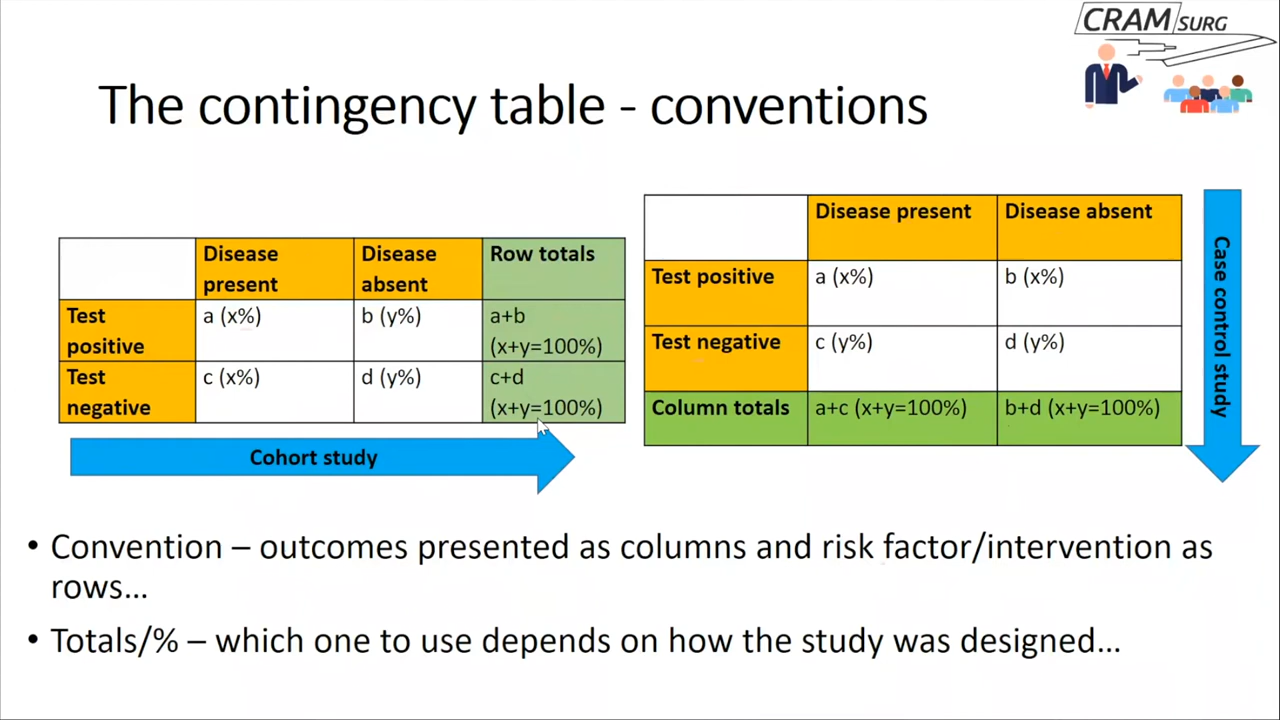 CRAM SURG
The contingency table - conventions
Disease present
Disease absent
Row totals
Test positive
a (x%)
b (y%)
a+b (x+y=100%)
Test negative
c (x%)
d (y%)
c+d (x+y=100%)
Cohort study
Disease present
Disease absent
Test positive
a (x%)
b (x%)
Test negative
c (y%)
d (y%)
Column totals
a+c (x+y=100%)
b+d (x+y=100%)
Case control study
• Convention – outcomes presented as columns and risk factor/intervention as
rows...
• Totals/% – which one to use depends on how the study was designed...